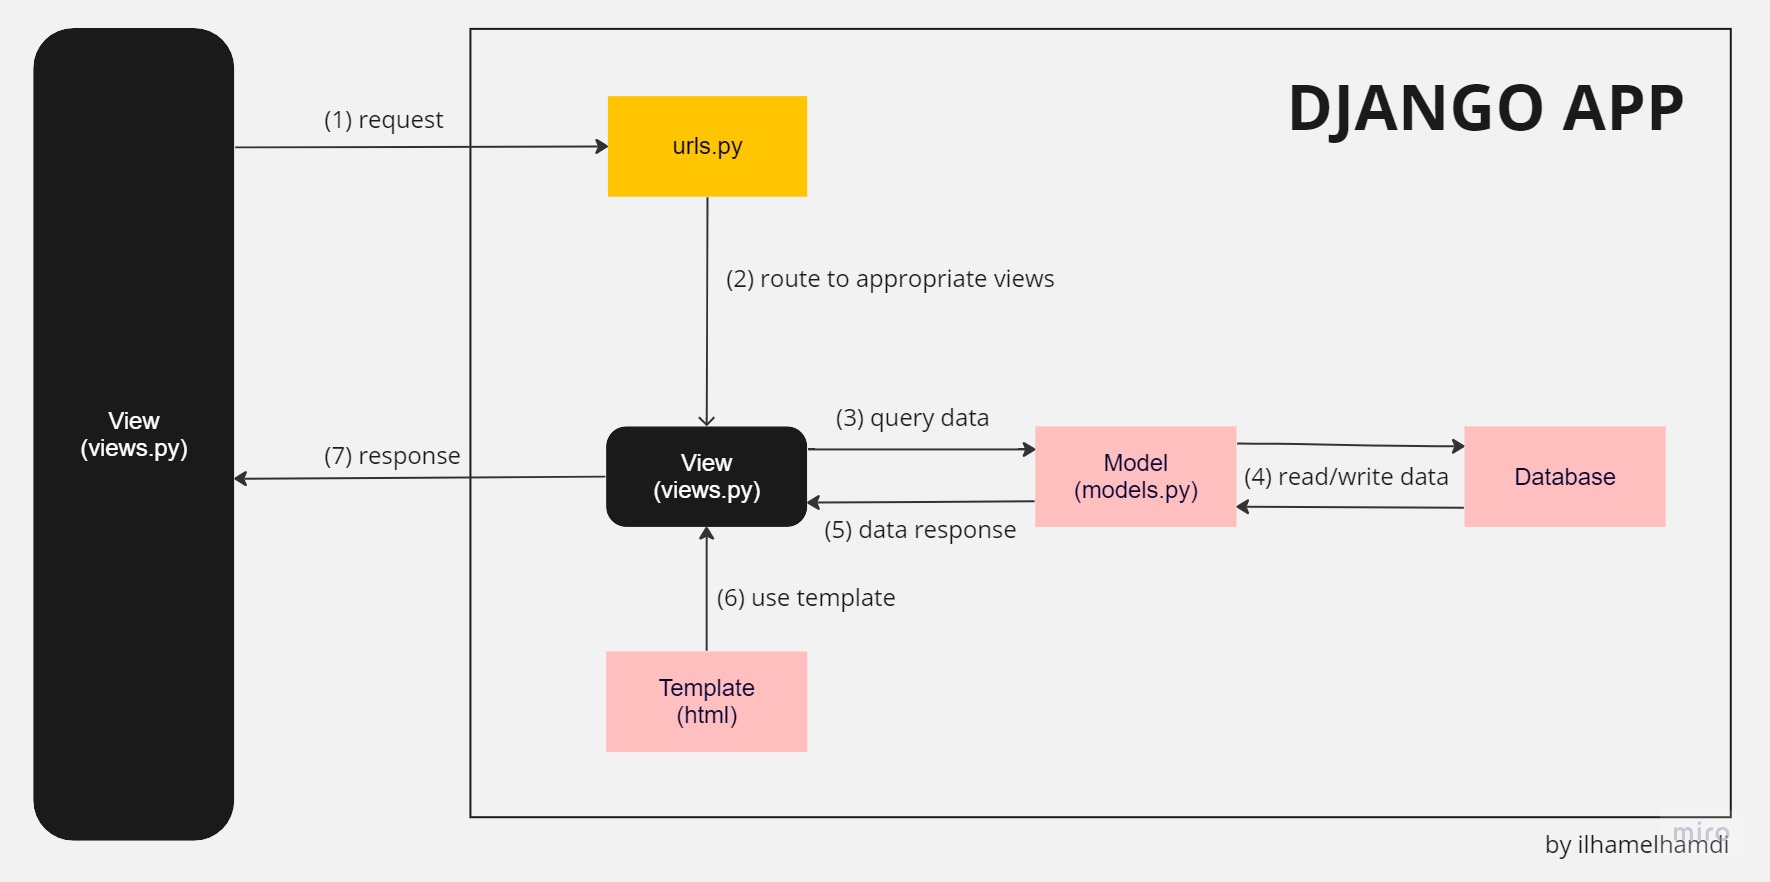 DJANGO APP
(1) request
urls.py
(2) route to appropriate views
View
(views.py)
(7) response
View
(views.py)
(3) query data
(5) data response
Model
(models.py)
(4) read/write data
Database
(6) use template
Template
(html)
miro
by ilhamelhamdi